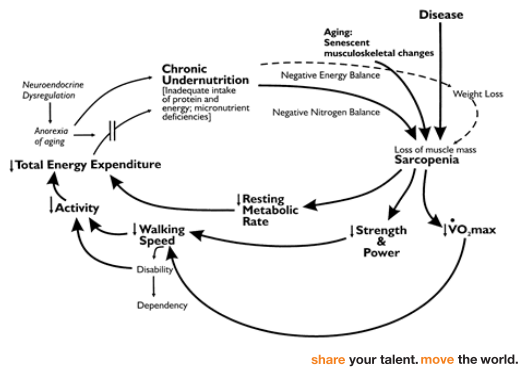 Disease
Aging:
Senescent
musculoskeletal changes
Chronic
Undernutrition
[Inadequate intake
of protein and
energy; micronutrient
deficiencies]
Negative Energy Balance
Negative Nitrogen Balance
Weight Loss
Neuroendocrine
Dysregulation
Anorexia
of aging
↓Total Energy Expenditure
Loss of muscle mass
Sarcopenia
↓Resting
Metabolic
Rate
↓Activity
↓Walking
Speed
↓Strength
&
Power
↓V̇O₂max
Disability
Dependency
share your talent. move the world.